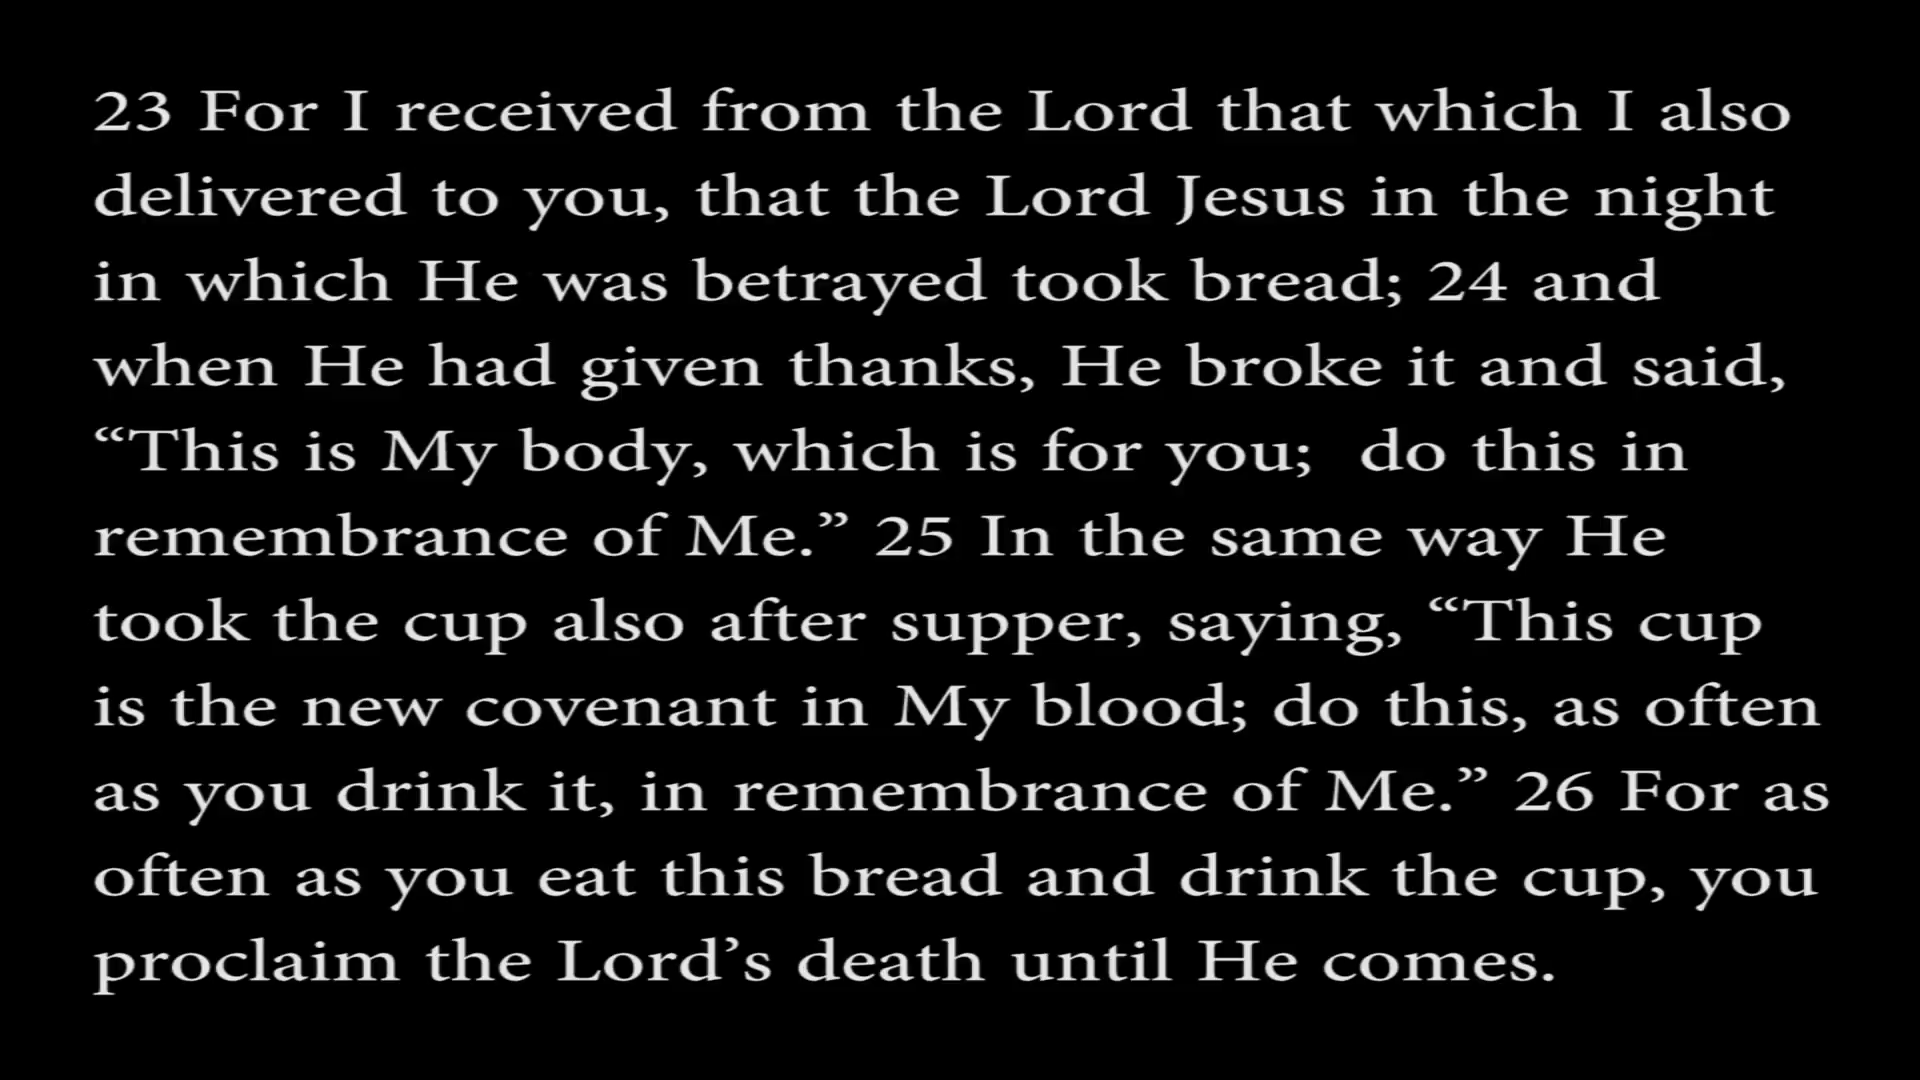 23 For I received from the Lord that which I also
delivered to you, that the Lord Jesus in the night
in which He was betrayed took bread; 24 and
when He had given thanks, He broke it and said,
“This is My body, which is for you;  do this in
remembrance of Me.” 25 In the same way He
took the cup also after supper, saying, “This cup
is the new covenant in My blood; do this, as often
as you drink it, in remembrance of Me.” 26 For as
often as you eat this bread and drink the cup, you
proclaim the Lord’s death until He comes.